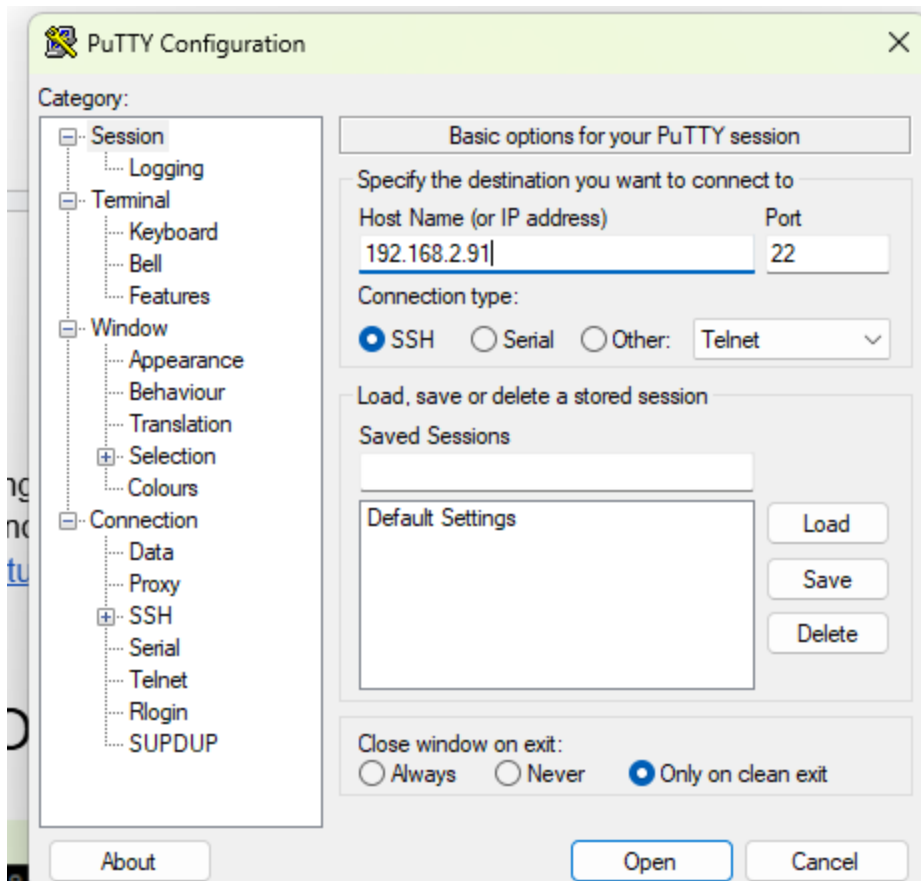 PuTTY Configuration
Category:
Session
Logging
Terminal
Keyboard
Bell
Features
Window
Appearance
Behaviour
Translation
Selection
Colours
Connection
Data
Proxy
SSH
Serial
Telnet
Rlogin
SUPDUP
Basic options for your PuTTY session
Specify the destination you want to connect to
Host Name (or IP address) Port
192.168.2.91 22
Connection type:
SSH Serial Other: Telnet
Load, save or delete a stored session
Saved Sessions
Default Settings
Load
Save
Delete
Close window on exit:
Always Never Only on clean exit
About Open Cancel